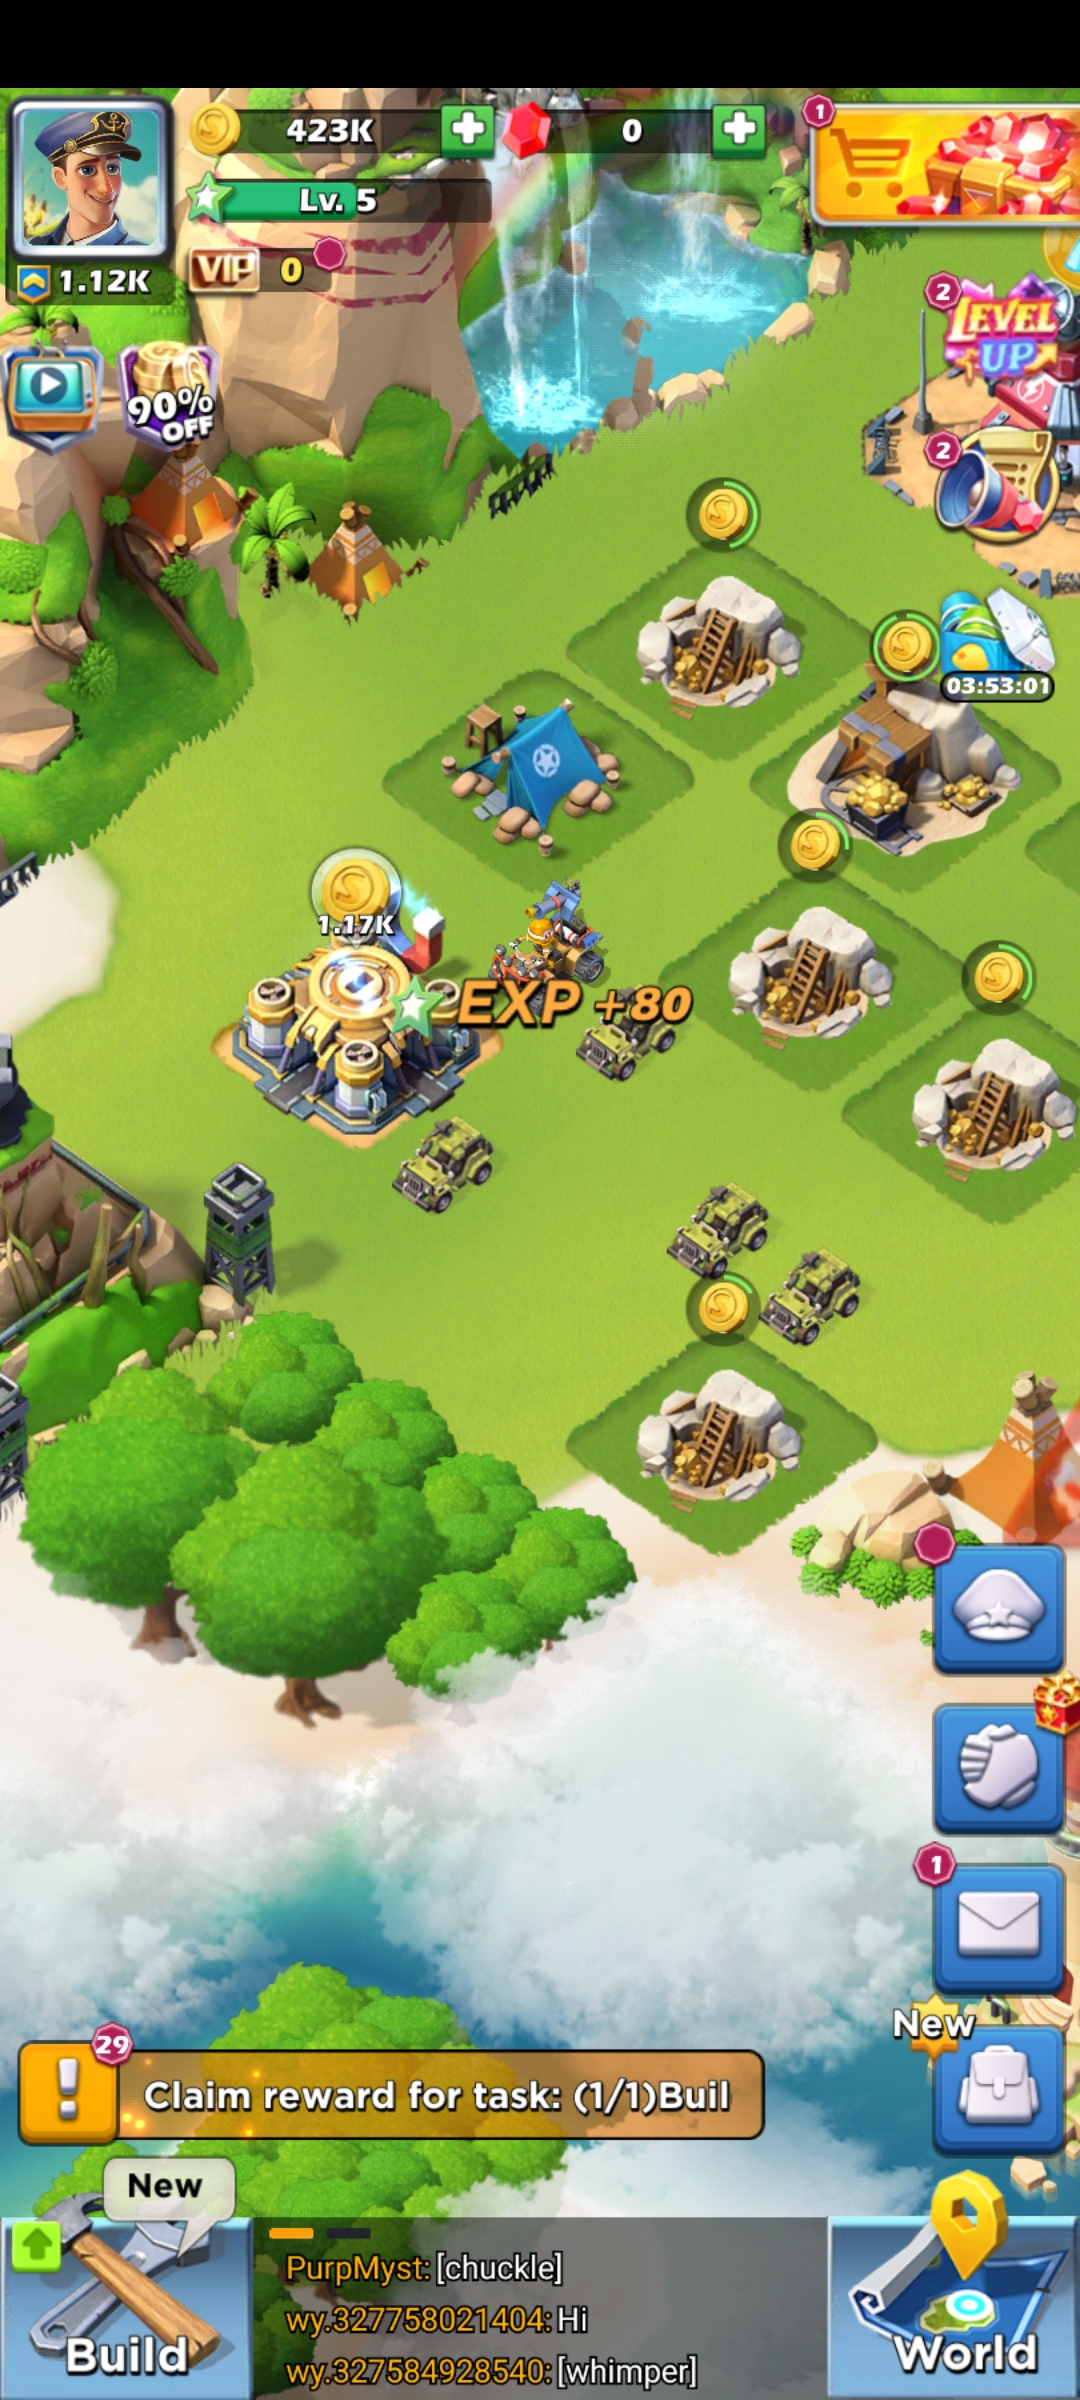 423K
0
1
Lv. 5
1.12K
VIP 0
2
LEVEL
UP
90%
OFF
2
03:53:01
1.17K
EXP +80
1
New
29
Claim reward for task: (1/1)Buil
New
PurpMyst:[chuckle]
wy.327758021404:Hi
wy.327584928540:[whimper]
Build
World